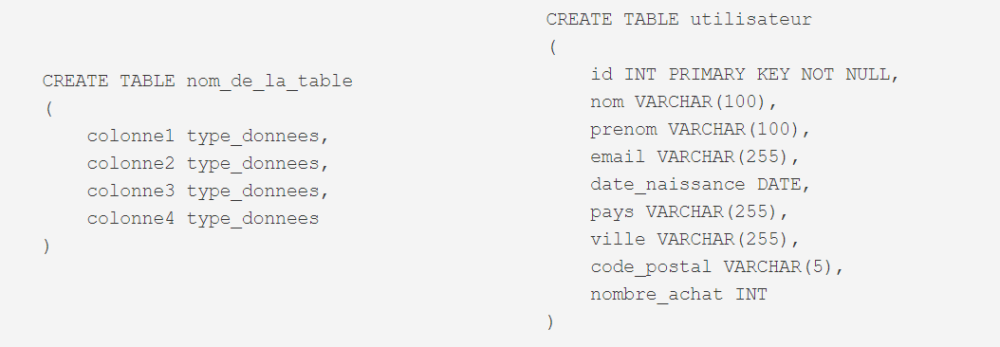 CREATE TABLE nom_de_la_table
(
colonne1 type_donnees,
colonne2 type_donnees,
colonne3 type_donnees,
colonne4 type_donnees
)
CREATE TABLE utilisateur
(
id INT PRIMARY KEY NOT NULL,
nom VARCHAR(100),
prenom VARCHAR(100),
email VARCHAR(255),
date_naissance DATE,
pays VARCHAR(255),
ville VARCHAR(255),
code_postal VARCHAR(5),
nombre_achat INT
)